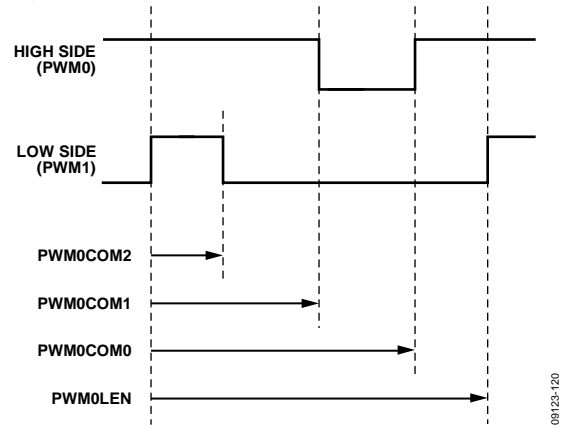 HIGH SIDE
(PWM0)
LOW SIDE
(PWM1)
PWM0COM2
PWM0COM1
PWM0COM0
PWM0LEN
09123-120